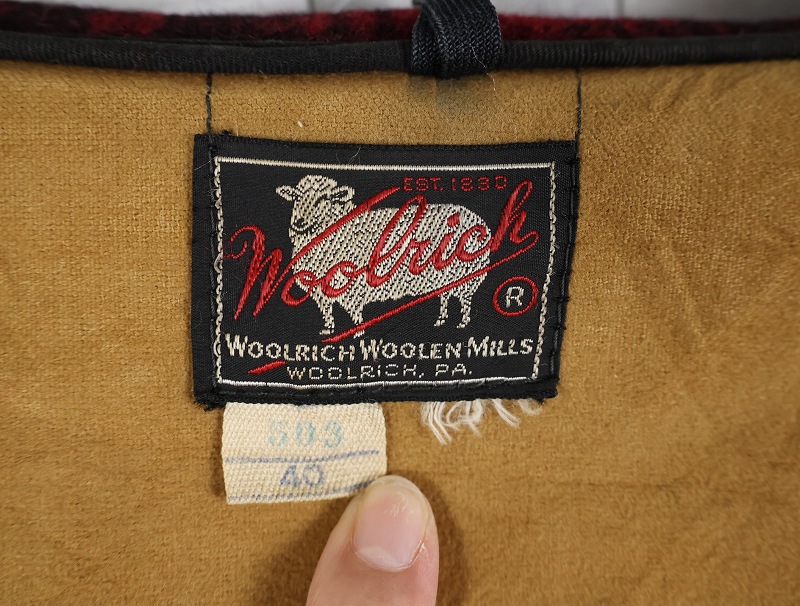 EST. 1830
Woolrich
®
WOOLRICH WOOLEN MILLS
WOOLRICH, PA.
503
40